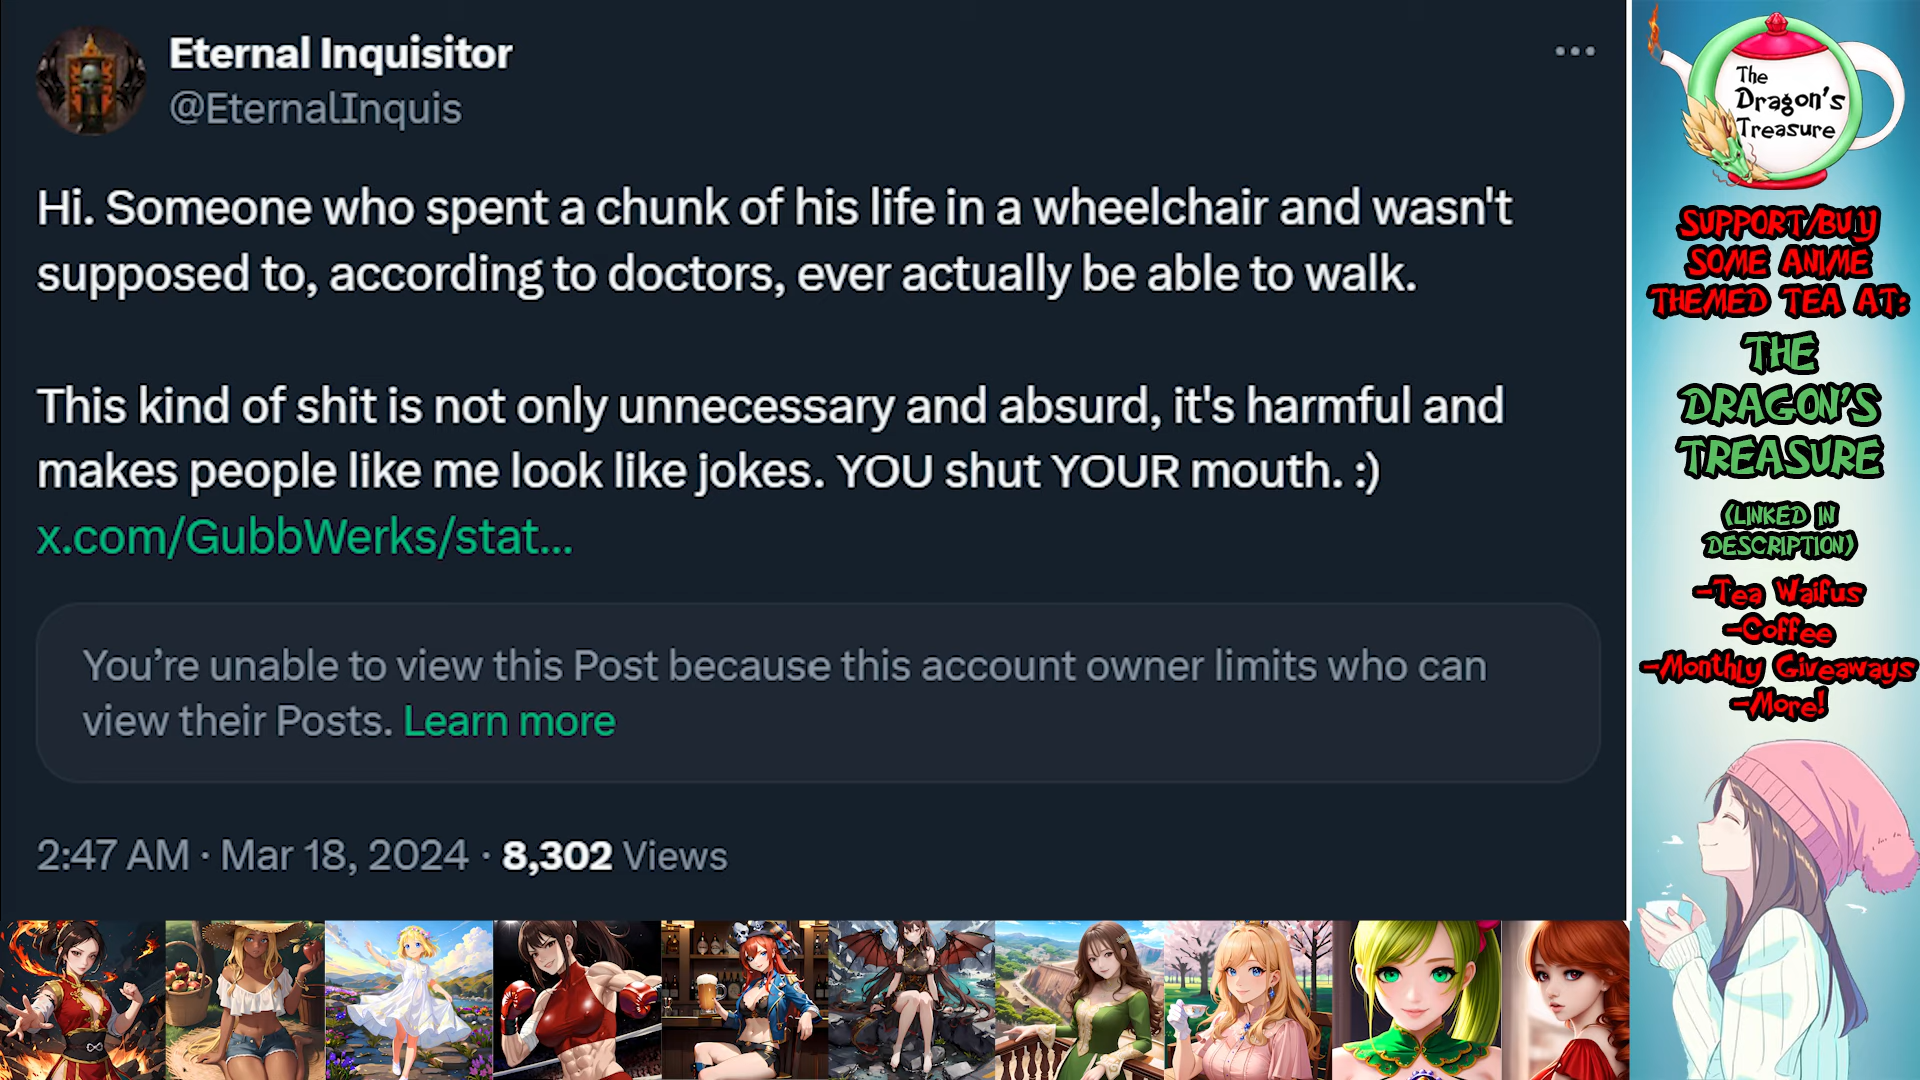 Eternal Inquisitor
@EternalInquis
Hi. Someone who spent a chunk of his life in a wheelchair and wasn't
supposed to, according to doctors, ever actually be able to walk.
This kind of shit is not only unnecessary and absurd, it's harmful and
makes people like me look like jokes. YOU shut YOUR mouth. :)
x.com/GubbWerks/stat...
You’re unable to view this Post because this account owner limits who can
view their Posts. Learn more
2:47 AM · Mar 18, 2024 · 8,302 Views
The
Dragon's
Treasure
SUPPORT/BUY
SOME ANIME
THEMED TEA AT:
THE
DRAGON'S
TREASURE
(LINKED IN
DESCRIPTION)
-Tea Waifus
-Coffee
-Monthly Giveaways
-More!